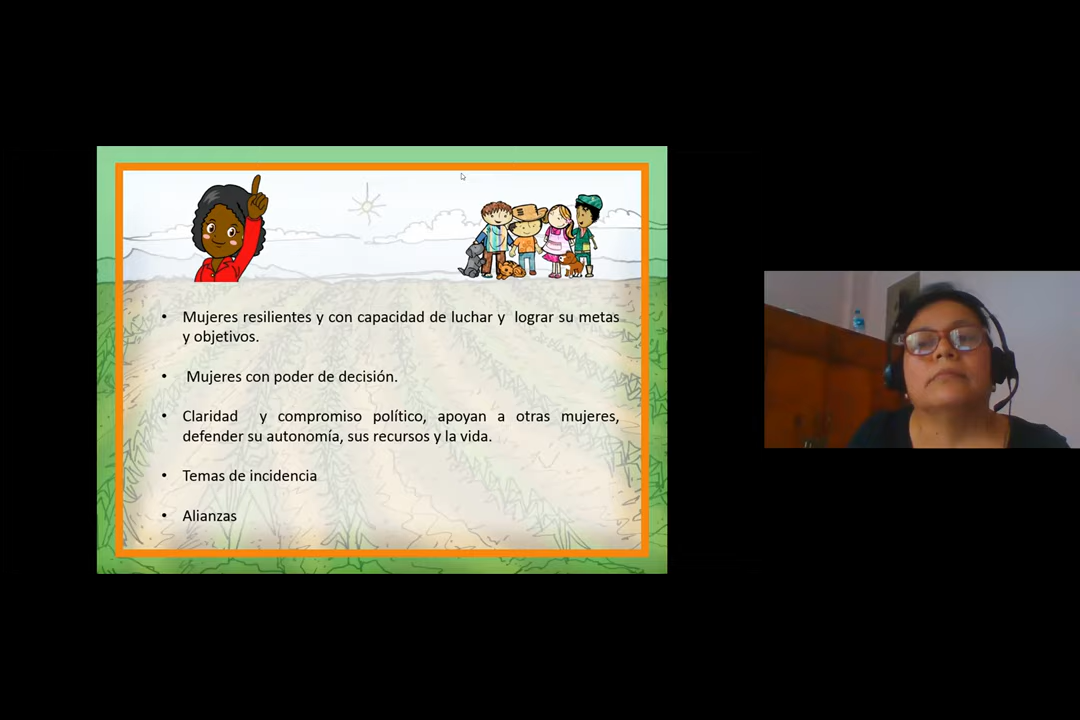 • Mujeres resilientes y con capacidad de luchar y lograr su metas
y objetivos.
• Mujeres con poder de decisión.
• Claridad y compromiso político, apoyan a otras mujeres,
defender su autonomía, sus recursos y la vida.
• Temas de incidencia
• Alianzas